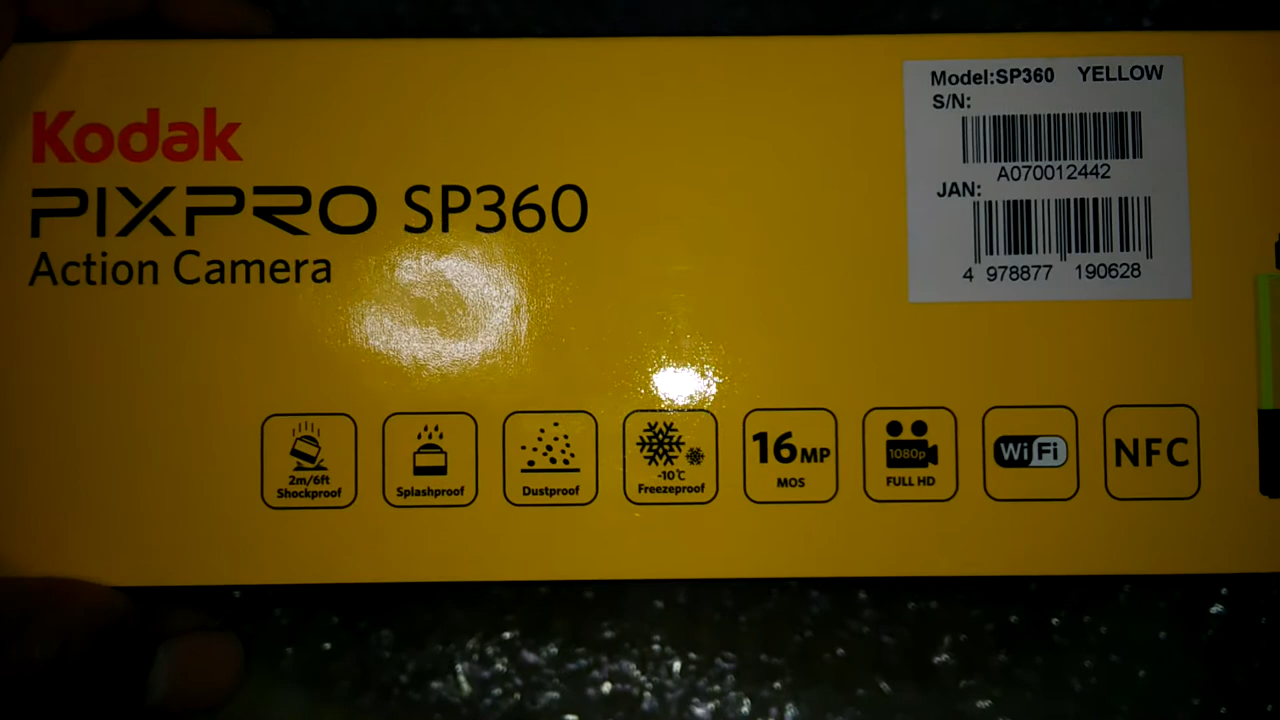 Kodak
PIXPRO SP360
Action Camera
Model:SP360 YELLOW
S/N:
A070012442
JAN:
4 978877 190628
2m/6ft
Shockproof
Splashproof
Dustproof
-10℃
Freezeproof
16MP
MOS
1080p
FULL HD
WiFi
NFC